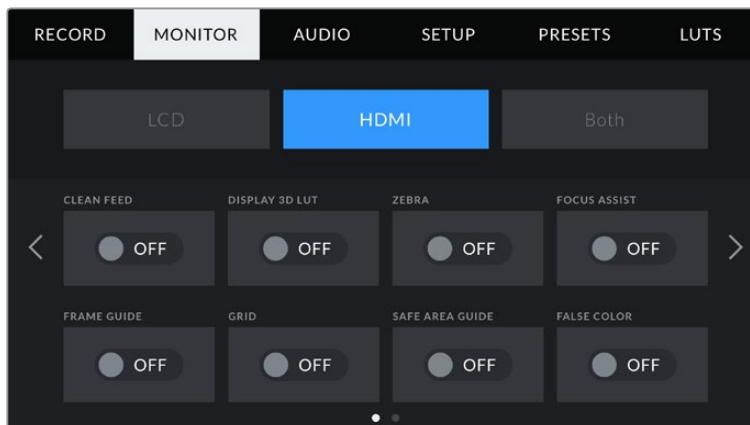 RECORD MONITOR AUDIO SETUP PRESETS LUTS
LCD HDMI Both
CLEAN FEED DISPLAY 3D LUT ZEBRA FOCUS ASSIST
OFF OFF OFF OFF
FRAME GUIDE GRID SAFE AREA GUIDE FALSE COLOR
OFF OFF OFF OFF